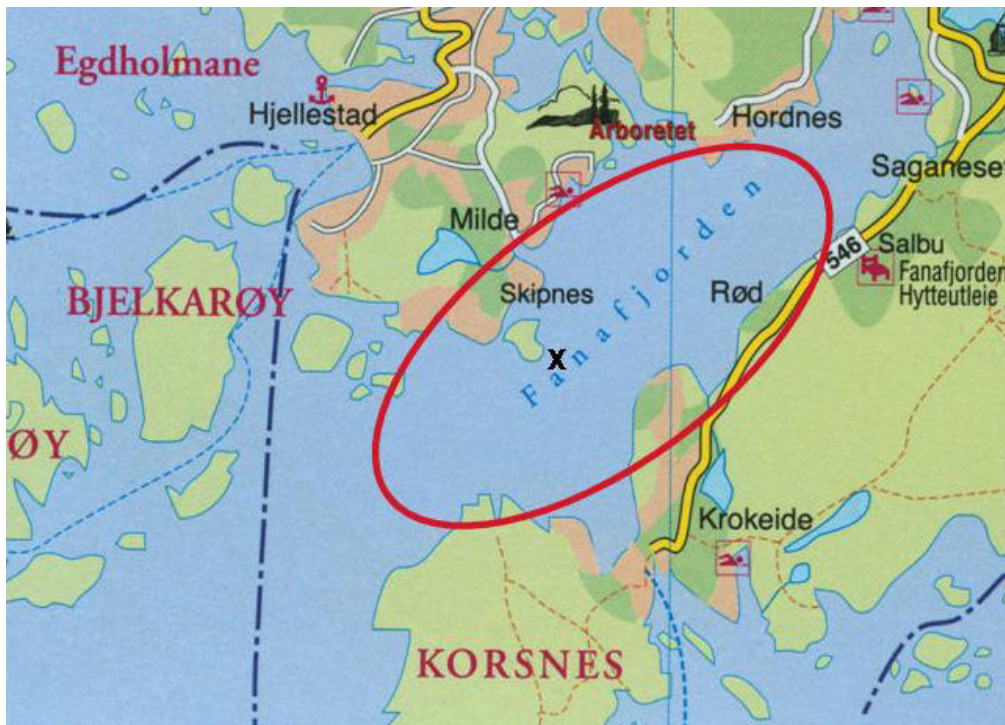 Egdholmane
Hjellestad
Arboretet
Hordnes
Saganeset
Milde
Fanafjorden
546
Salbu
Fanafjorden
Hytteutleie
BJELKARØY
Skipnes
Rød
X
ØY
Krokeide
KORSNES